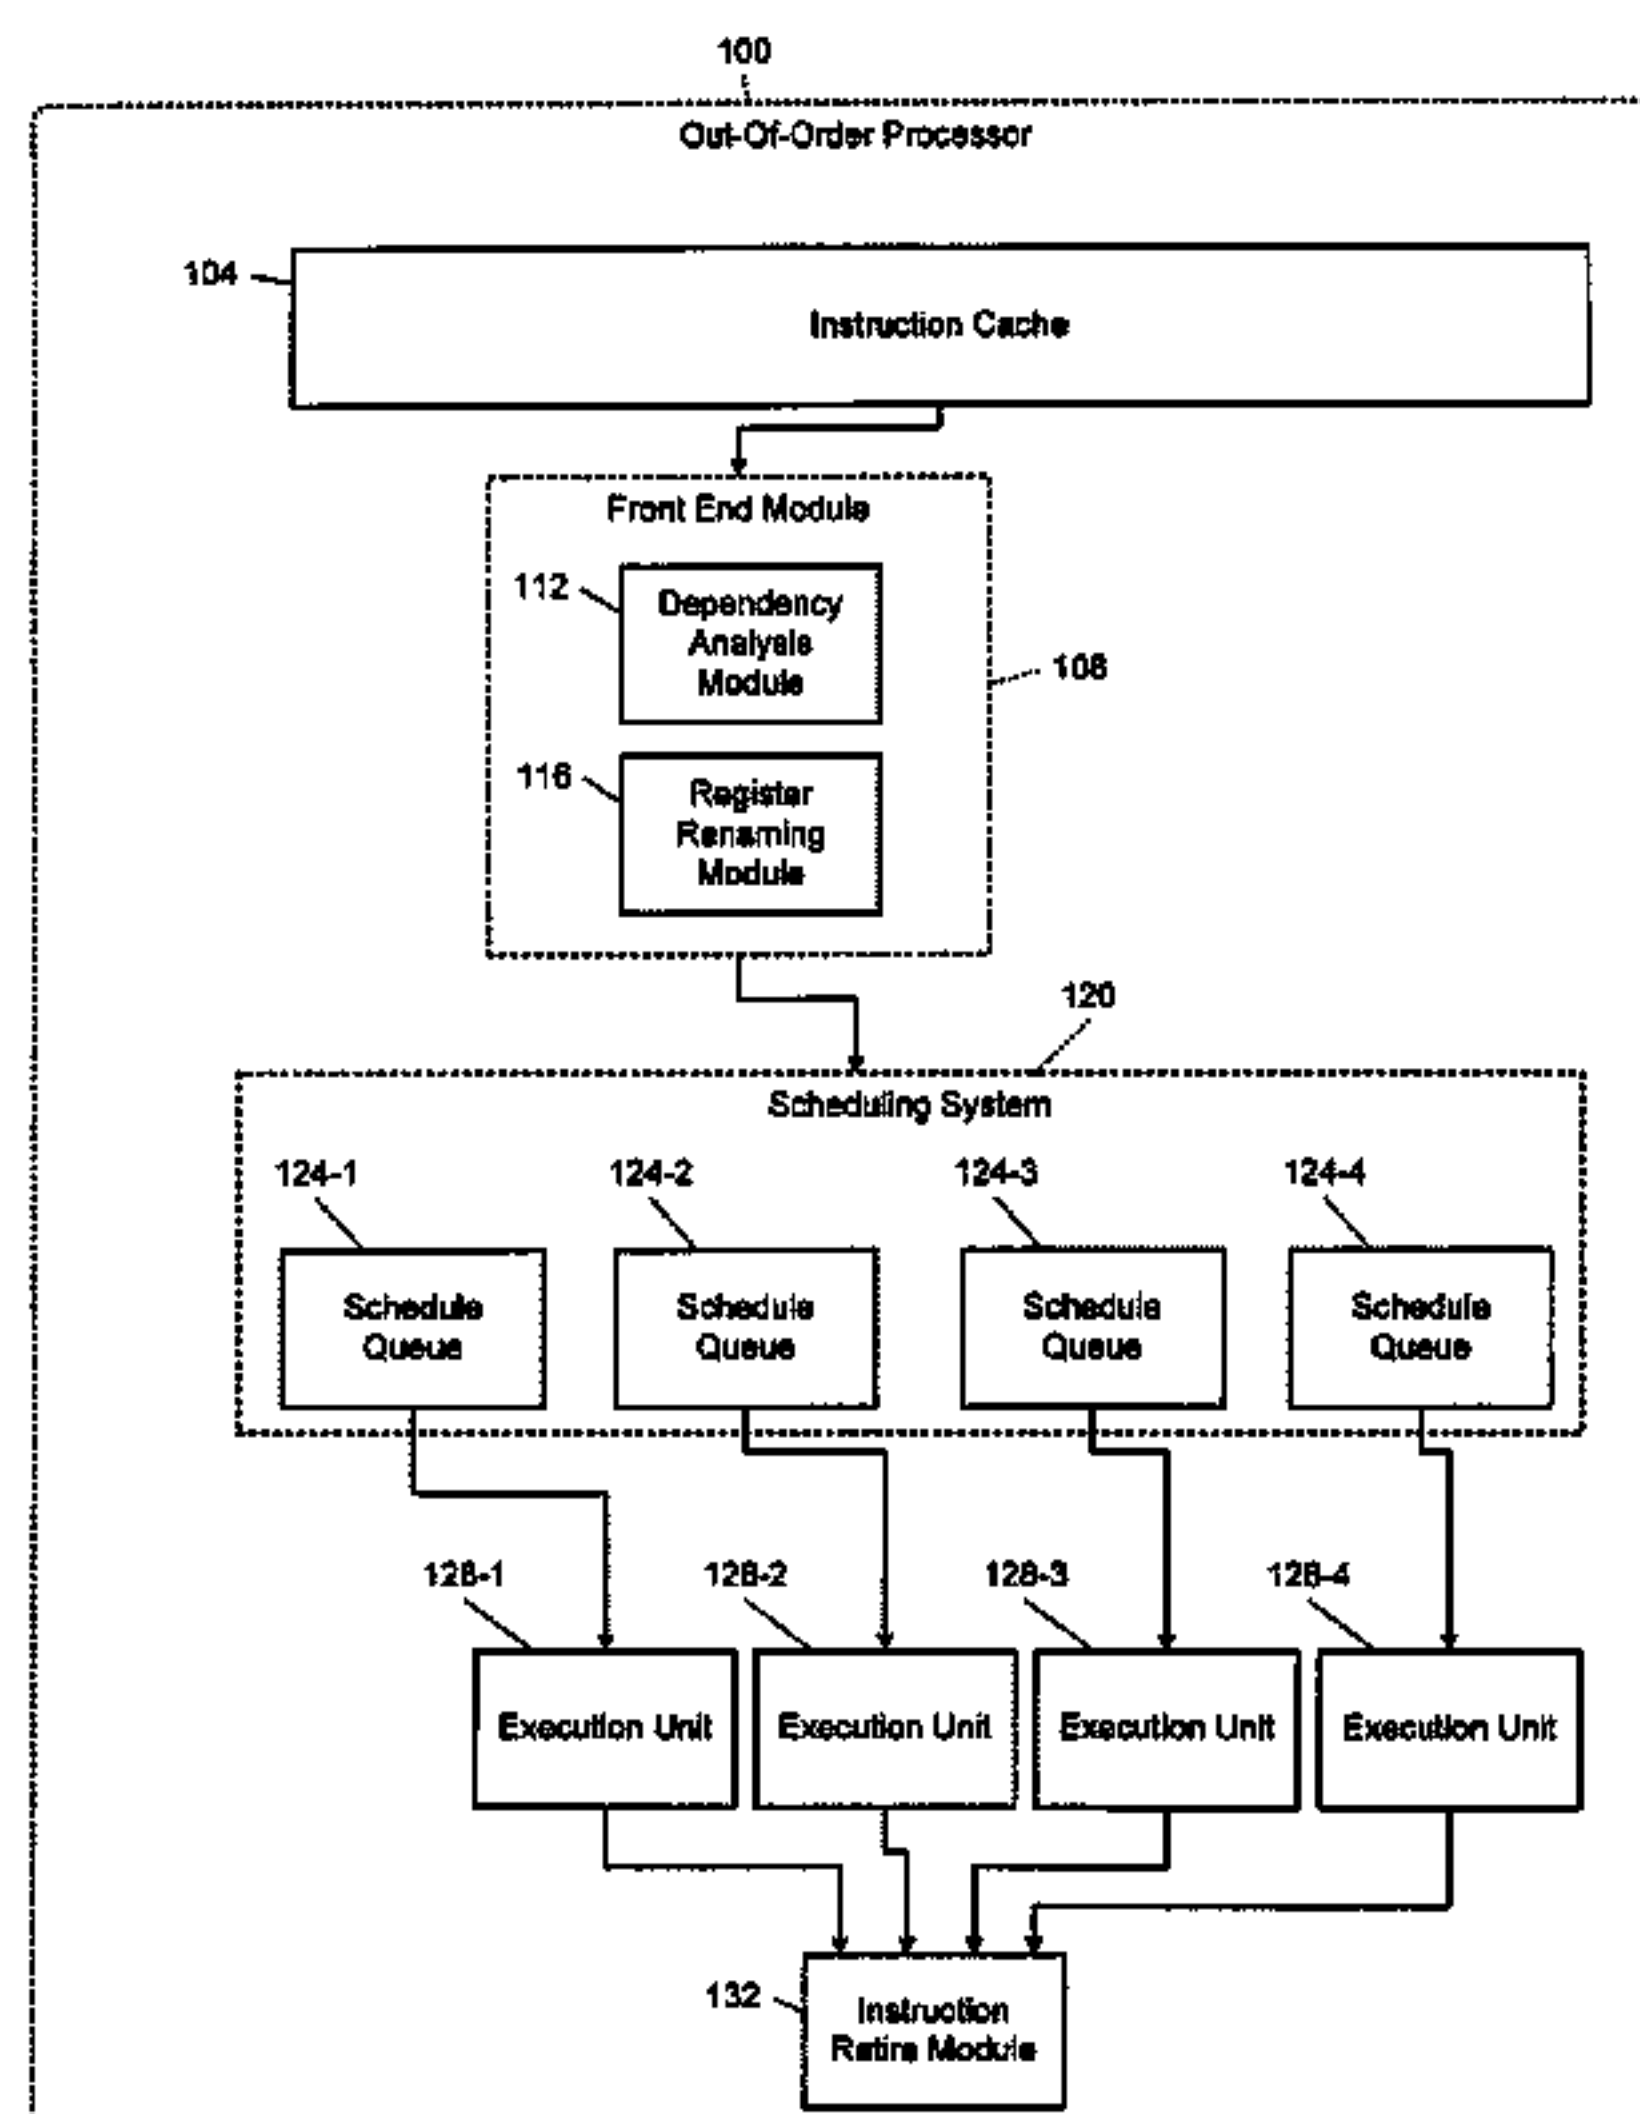 100
Out-Of-Order Processor
104
Instruction Cache
Front End Module
112
Dependency
Analysis
Module
108
116
Register
Renaming
Module
120
Scheduling System
124-1
124-2
124-3
124-4
Schedule
Queue
Schedule
Queue
Schedule
Queue
Schedule
Queue
128-1
128-2
128-3
128-4
Execution Unit
Execution Unit
Execution Unit
Execution Unit
132
Instruction
Retire Module